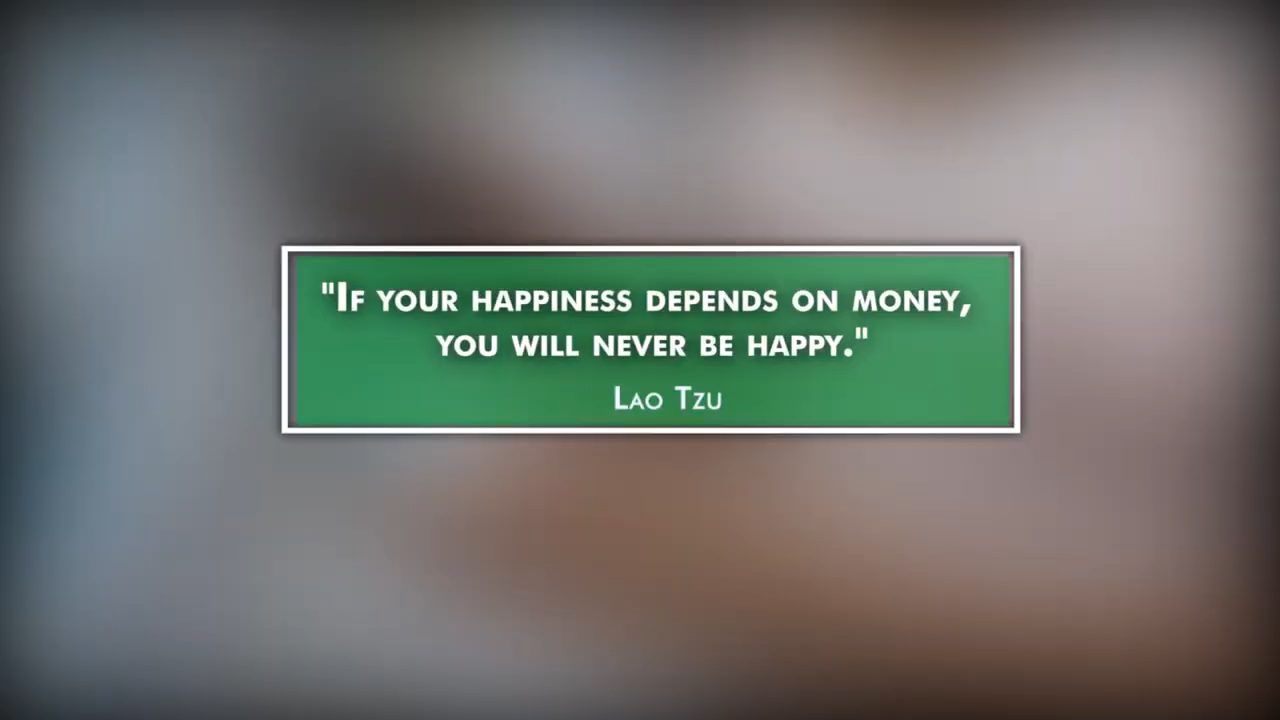 "If your happiness depends on money,
you will never be happy."
Lao Tzu